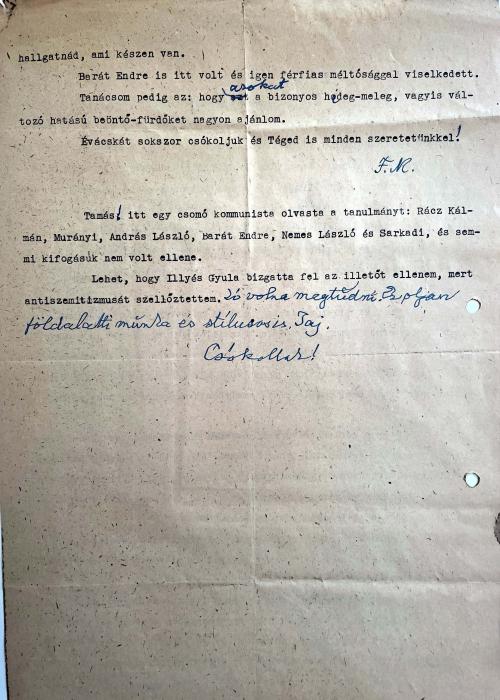 hallgatnád, ami készen van.
Barát Endre is itt volt és igen férfias méltósággal viselkedett.
azokat
Tanácsom pedig az: hogy a bizonyos hideg-meleg, vagyis vál-
tozó hatású beöntő-fürdőket nagyon ajánlom.
Évácskát sokszor csókoljuk és Téged is minden szeretetünkkel!
F.M.
Tamás! itt egy csomó kommunista olvasta a tanulmányt: Rácz Kál-
mán, Murányi, András László, Barát Endre, Nemes László és Sarkadi, és sem-
mi kifogásuk nem volt ellene.
Lehet, hogy Illyés Gyula bizgatta fel az illetőt ellenem, mert
antiszemitizmusát szellőztettem. Jó volna megtudni.
földalatti munka és stílusosis.
Csókollak!